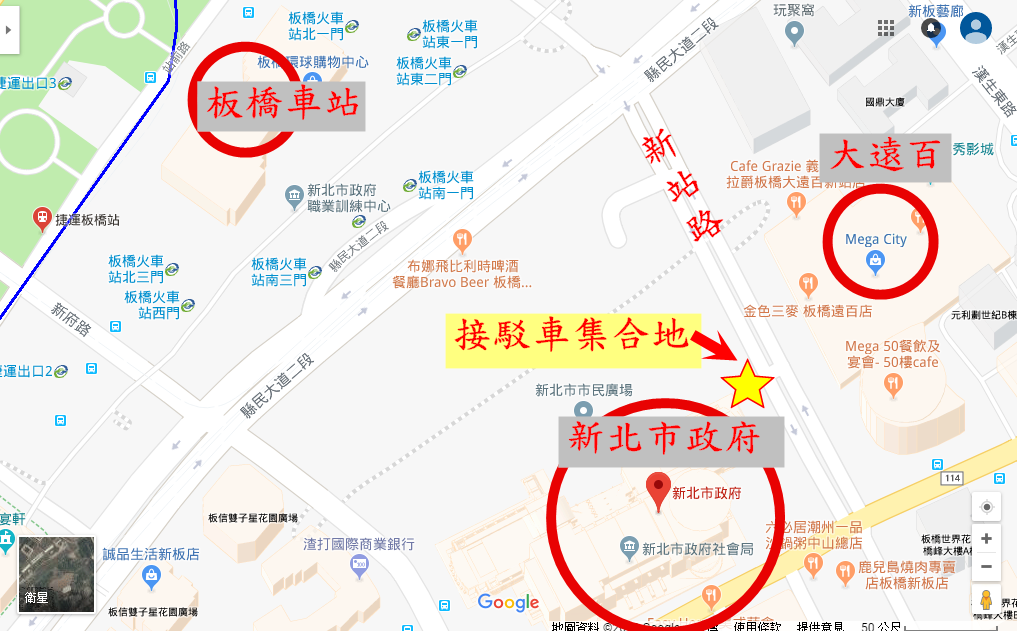 新板藝廊
玩聚窩
板橋火車
站北一門
板橋火車
站東一門
板橋火車
站東二門
站前路
縣民大道二段
漢生東路
板橋環球購物中心
板橋車站
捷運出口3
國鼎大廈
秀影城
大遠百
Cafe Grazie 義
拉爵板橋大遠百新站店
新站路
新北市政府
職業訓練中心
板橋火車
站南一門
捷運板橋站
縣民大道二段
Mega City
布娜飛比利時啤酒
餐廳Bravo Beer 板橋...
板橋火車
站北三門
板橋火車
站南三門
板橋火車
站西門
新府路
金色三麥 板橋遠百店
元利劃世紀B棟
接駁車集合地
Mega 50餐飲及
宴會- 50樓cafe
捷運出口2
縣民大道二段
新北市市民廣場
新北市政府
114
新北市政府
宴軒
板信雙子星花園廣場
六必居潮州一品
沙鍋粥中山總店
渣打國際商業銀行
新北市政府社會局
板橋世界花
橋峰大樓A
誠品生活新板店
鹿兒島燒肉專賣
店板橋新板店
衛星
板信雙子星花園廣場
Google
地圖資料
使用條款
提供意見
50 公尺